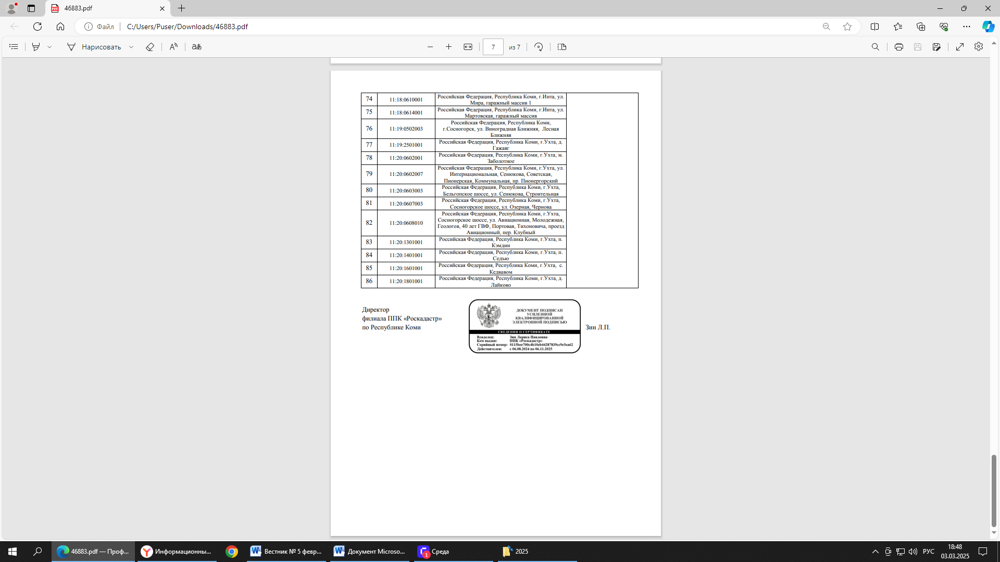 46883.pdf
Файл
C:/Users/Puser/Downloads/46883.pdf
Нарисовать
7
из 7
74 11:18:0610001 Российская Федерация, Республика Коми, г.Инта, ул.
Мира, гаражный массив 1
75 11:18:0614001 Российская Федерация, Республика Коми, г.Инта, ул.
Мартовская, гаражный массив
76 11:19:0502003 Российская Федерация, Республика Коми,
г.Сосногорск, ул. Виноградная Ближняя, Лесная
Ближняя
77 11:19:2501001 Российская Федерация, Республика Коми, г.Ухта, д.
Гажаяг
78 11:20:0602001 Российская Федерация, Республика Коми, г.Ухта, м.
Заболотное
79 11:20:0602007 Российская Федерация, Республика Коми, г.Ухта, ул.
Интернациональная, Сенюкова, Советская,
Пионерская, Коммунальная, пр. Пионергорский
80 11:20:0603003 Российская Федерация, Республика Коми, г.Ухта,
Бельгопское шоссе, ул. Сенюкова, Строительная
81 11:20:0607003 Российская Федерация, Республика Коми, г.Ухта,
Сосногорское шоссе, ул. Озерная, Чернова
82 11:20:0608010 Российская Федерация, Республика Коми, г.Ухта,
Сосногорское шоссе, ул. Авиационная, Молодежная,
Геологов, 40 лет ГВФ, Портовая, Тихоновича, проезд
Авиационный, пер. Клубный
83 11:20:1301001 Российская Федерация, Республика Коми, г.Ухта, п.
Кэмдин
84 11:20:1401001 Российская Федерация, Республика Коми, г.Ухта, п.
Седъю
85 11:20:1601001 Российская Федерация, Республика Коми, г.Ухта, с.
Кедвавом
86 11:20:1801001 Российская Федерация, Республика Коми, г.Ухта, д.
Лайково
Директор
филиала ППК «Роскадастр»
по Республике Коми
ДОКУМЕНТ ПОДПИСАН
УСИЛЕННОЙ
КВАЛИФИЦИРОВАННОЙ
ЭЛЕКТРОННОЙ ПОДПИСЬЮ
СВЕДЕНИЯ О СЕРТИФИКАТЕ
Владелец: Зин Лариса Павловна
Кем выдан: ППК «Роскадастр»
Серийный номер: 0115bee700c4b10eb44287839cc9e5ea62
Действителен: с 06.08.2024 по 06.11.2025
Зин Л.П.
46883.pdf — Проф...
Информационны...
Вестник № 5 февр...
Документ Microso...
1
Среда
2025
РУС
18:48
03.03.2025